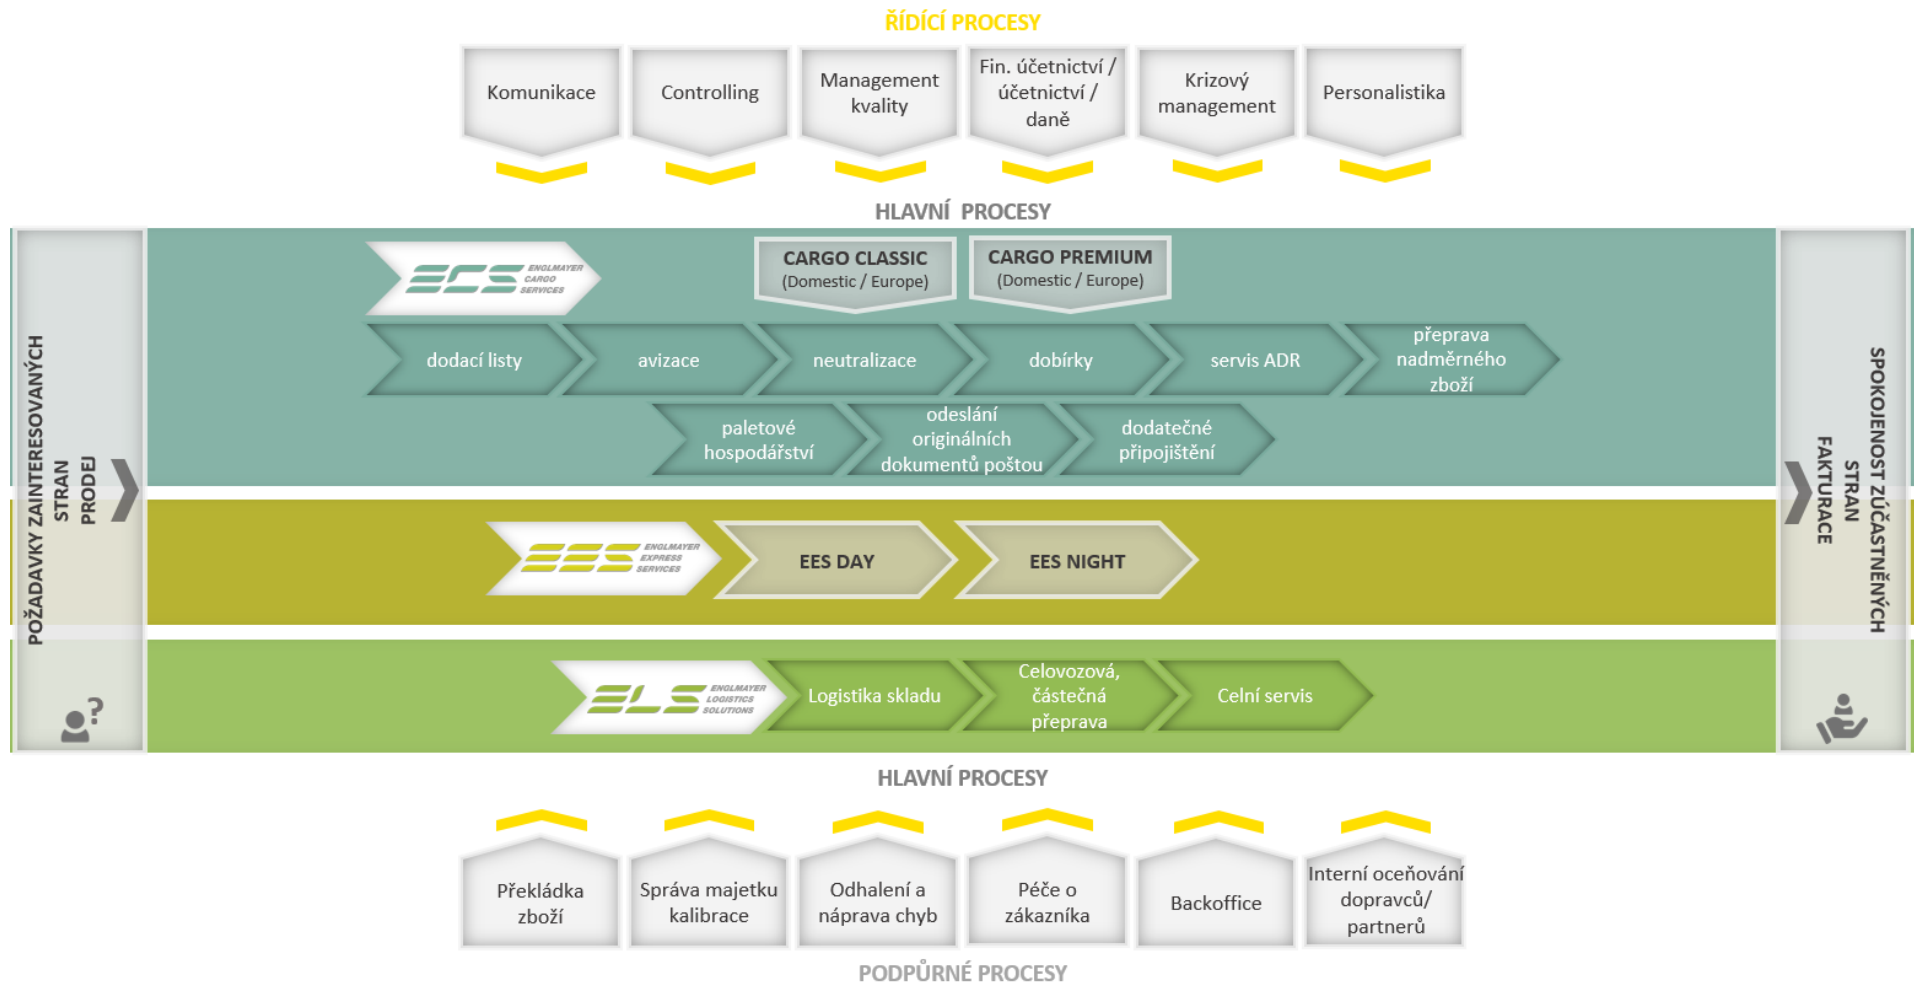 ŘÍDÍCÍ PROCESY
Komunikace
Controlling
Management
kvality
Fin. účetnictví /
účetnictví /
daně
Krizový
management
Personalistika
HLAVNÍ PROCESY
POŽADAVKY ZAINTERESOVANÝCH
STRAN
PRODEJ
ECS ENGLMAYER
CARGO
SERVICES
CARGO CLASSIC
(Domestic / Europe)
CARGO PREMIUM
(Domestic / Europe)
dodací listy
avizace
neutralizace
dobírky
servis ADR
přeprava
nadměrného
zboží
paletové
hospodářství
odeslání
originálních
dokumentů poštou
dodatečné
připojištění
EES ENGLMAYER
EXPRESS
SERVICES
EES DAY
EES NIGHT
ELS ENGLMAYER
LOGISTICS
SOLUTIONS
Logistika skladu
Celovozová,
částečná
přeprava
Celní servis
SPOKOJENOST ZÚČASTNĚNÝCH
STRAN
FAKTURACE
?
HLAVNÍ PROCESY
Překládka
zboží
Správa majetku
kalibrace
Odhalení a
náprava chyb
Péče o
zákazníka
Backoffice
Interní oceňování
dopravců/
partnerů
PODPŮRNÉ PROCESY